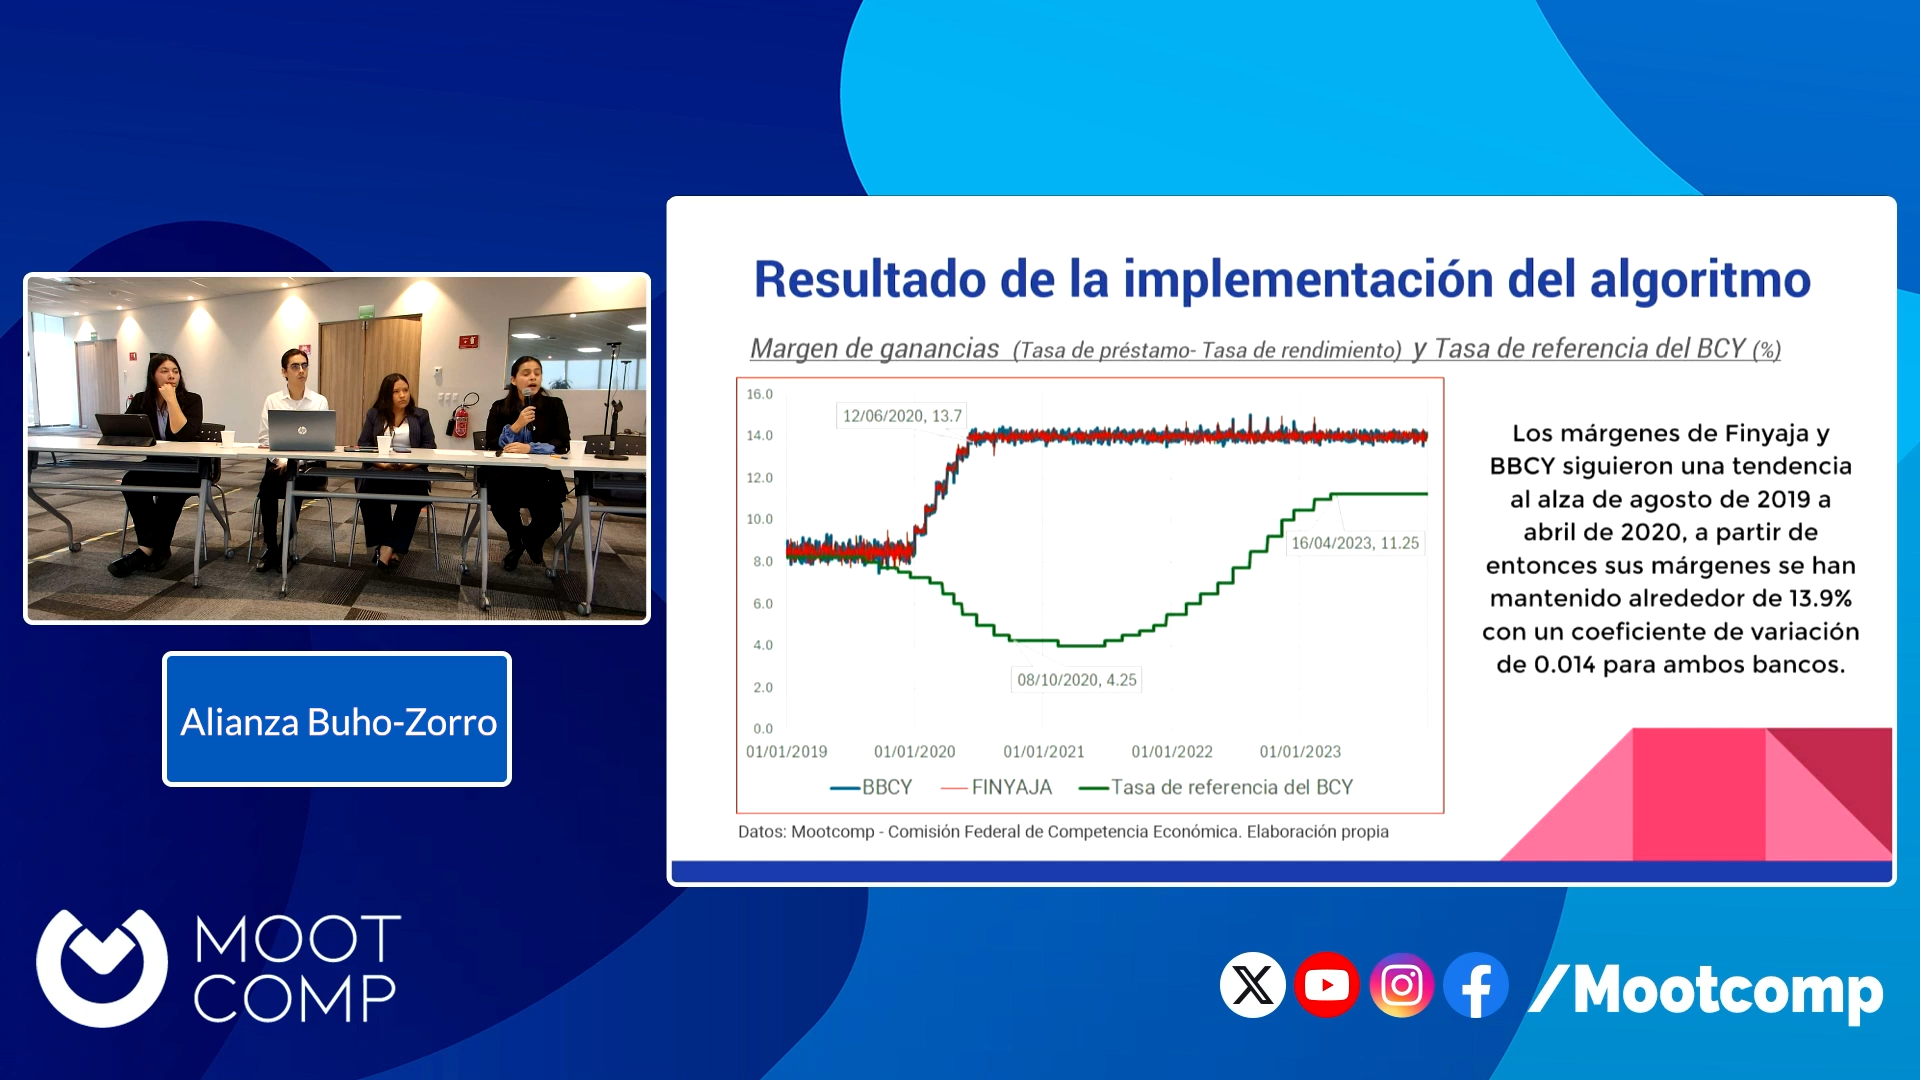 Resultado de la implementación del algoritmo
Margen de ganancias (Tasa de préstamo- Tasa de rendimiento) y Tasa de referencia del BCY (%)
16.0
14.0
12.0
10.0
8.0
6.0
4.0
2.0
0.0
12/06/2020, 13.7
16/04/2023, 11.25
08/10/2020, 4.25
01/01/2019
01/01/2020
01/01/2021
01/01/2022
01/01/2023
BBCY
FINYAJA
Tasa de referencia del BCY
Datos: Mootcomp - Comisión Federal de Competencia Económica. Elaboración propia
Los márgenes de Finyaja y
BBCY siguieron una tendencia
al alza de agosto de 2019 a
abril de 2020, a partir de
entonces sus márgenes se han
mantenido alrededor de 13.9%
con un coeficiente de variación
de 0.014 para ambos bancos.
hp
Alianza Buho-Zorro
MOOT
COMP
/Mootcomp